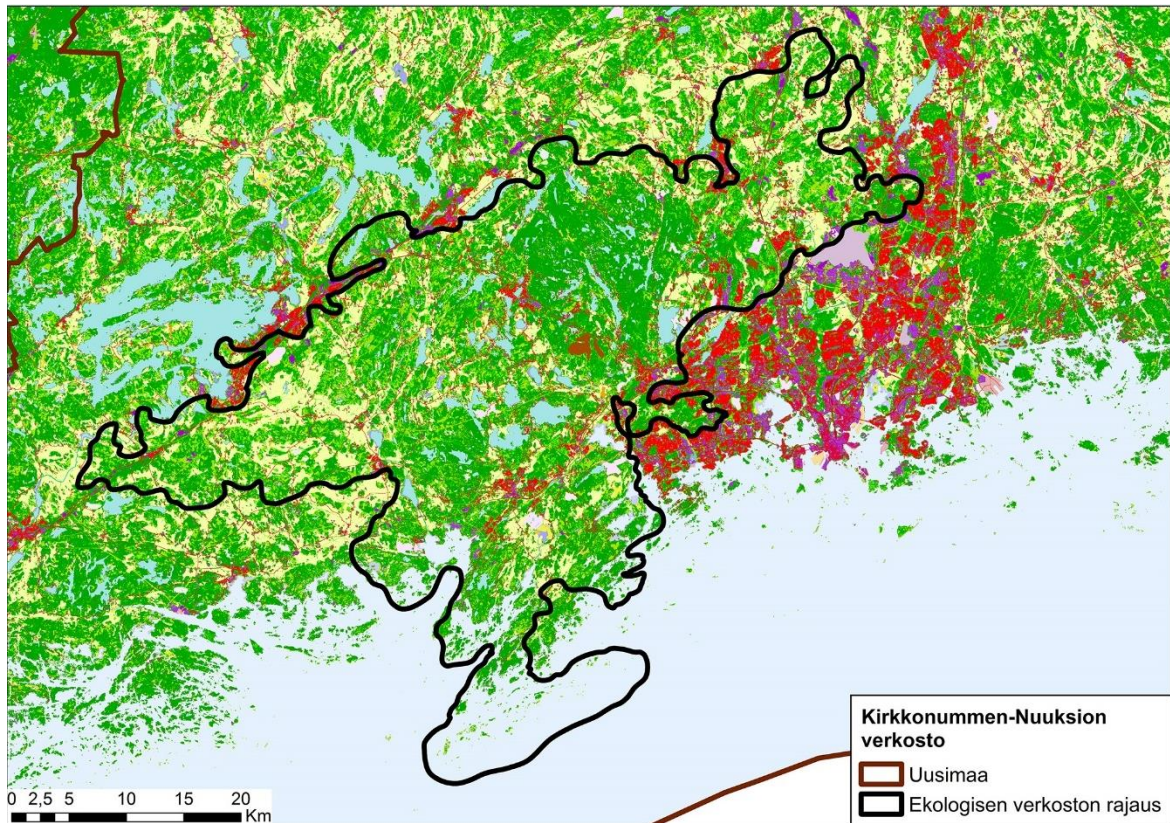 Kirkkonummen-Nuuksion
verkosto
Uusimaa
Ekologisen verkoston rajaus
0 2,5 5 10 15 20
Km